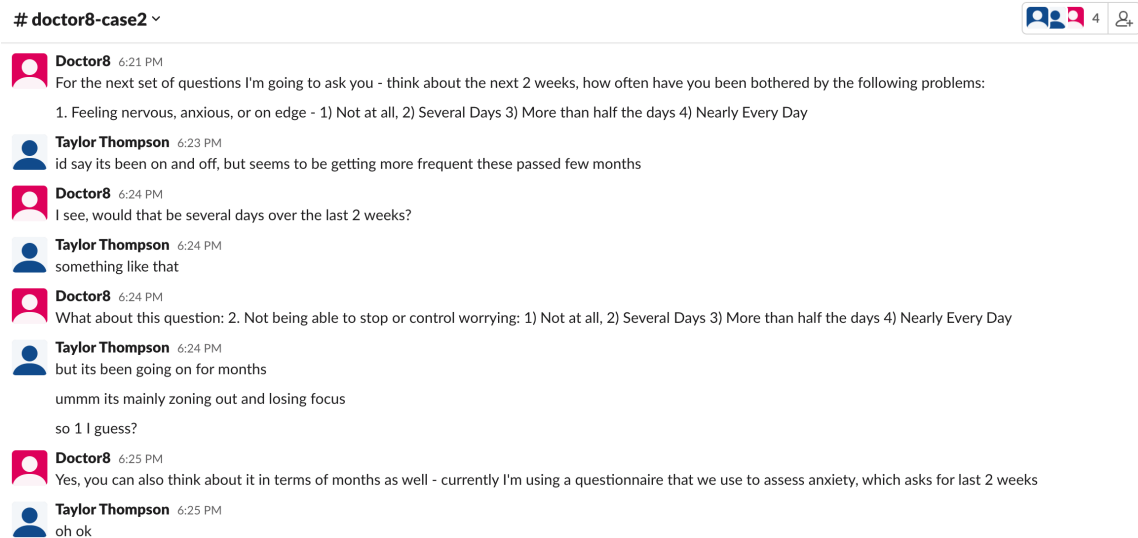 # doctor8-case2
4
Doctor8 6:21 PM
For the next set of questions I'm going to ask you - think about the next 2 weeks, how often have you been bothered by the following problems:
1. Feeling nervous, anxious, or on edge - 1) Not at all, 2) Several Days 3) More than half the days 4) Nearly Every Day
Taylor Thompson 6:23 PM
id say its been on and off, but seems to be getting more frequent these passed few months
Doctor8 6:24 PM
I see, would that be several days over the last 2 weeks?
Taylor Thompson 6:24 PM
something like that
Doctor8 6:24 PM
What about this question: 2. Not being able to stop or control worrying: 1) Not at all, 2) Several Days 3) More than half the days 4) Nearly Every Day
Taylor Thompson 6:24 PM
but its been going on for months
ummm its mainly zoning out and losing focus
so 1 I guess?
Doctor8 6:25 PM
Yes, you can also think about it in terms of months as well - currently I'm using a questionnaire that we use to assess anxiety, which asks for last 2 weeks
Taylor Thompson 6:25 PM
oh ok